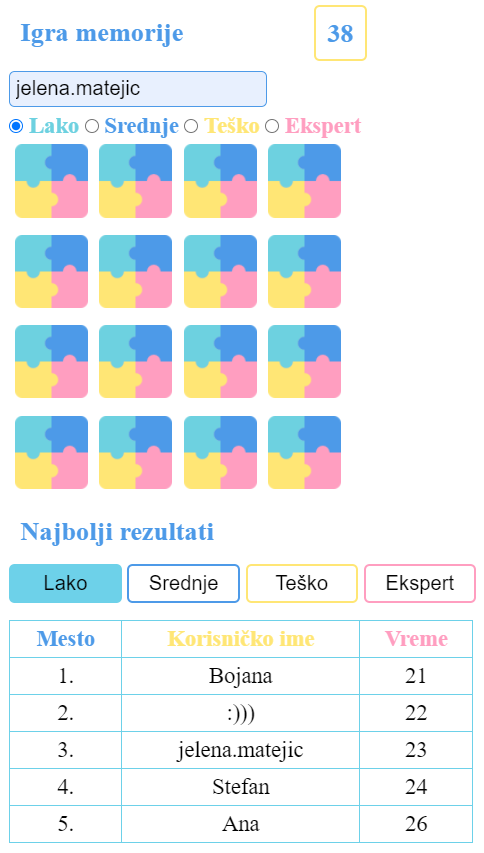 Igra memorije 38
jelena.matejic
Lako Srednje Teško Ekspert
Najbolji rezultati
Lako Srednje Teško Ekspert
Mesto Korisničko ime Vreme
1. Bojana 21
2. :))) 22
3. jelena.matejic 23
4. Stefan 24
5. Ana 26